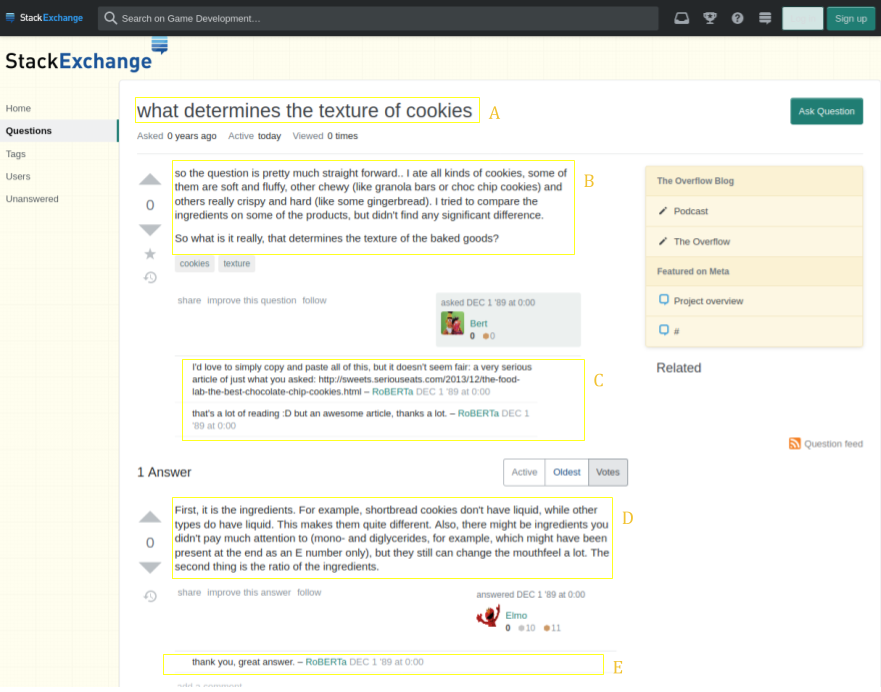 StackExchange
Search on Game Development…
Sign up
StackExchange
Home
Questions
Tags
Users
Unanswered
what determines the texture of cookies
A
Ask Question
Asked 0 years ago Active today Viewed 0 times
so the question is pretty much straight forward.. I ate all kinds of cookies, some of
them are soft and fluffy, other chewy (like granola bars or choc chip cookies) and
others really crispy and hard (like some gingerbread). I tried to compare the
ingredients on some of the products, but didn't find any significant difference.
So what is it really, that determines the texture of the baked goods?
B
0
cookies texture
share improve this question follow
asked DEC 1 '89 at 0:00
Bert
0 0
I'd love to simply copy and paste all of this, but it doesn't seem fair: a very serious
article of just what you asked: http://sweets.seriouseats.com/2013/12/the-food-
lab-the-best-chocolate-chip-cookies.html – RoBERTa DEC 1 '89 at 0:00
that's a lot of reading :D but an awesome article, thanks a lot. – RoBERTa DEC 1
'89 at 0:00
C
The Overflow Blog
Podcast
The Overflow
Featured on Meta
Project overview
#
Related
Question feed
1 Answer
Active Oldest Votes
First, it is the ingredients. For example, shortbread cookies don't have liquid, while other
types do have liquid. This makes them quite different. Also, there might be ingredients you
didn't pay much attention to (mono- and diglycerides, for example, which might have been
present at the end as an E number only), but they still can change the mouthfeel a lot. The
second thing is the ratio of the ingredients.
D
0
share improve this answer follow
answered DEC 1 '89 at 0:00
Elmo
0 10 11
thank you, great answer. – RoBERTa DEC 1 '89 at 0:00
E
add a comment